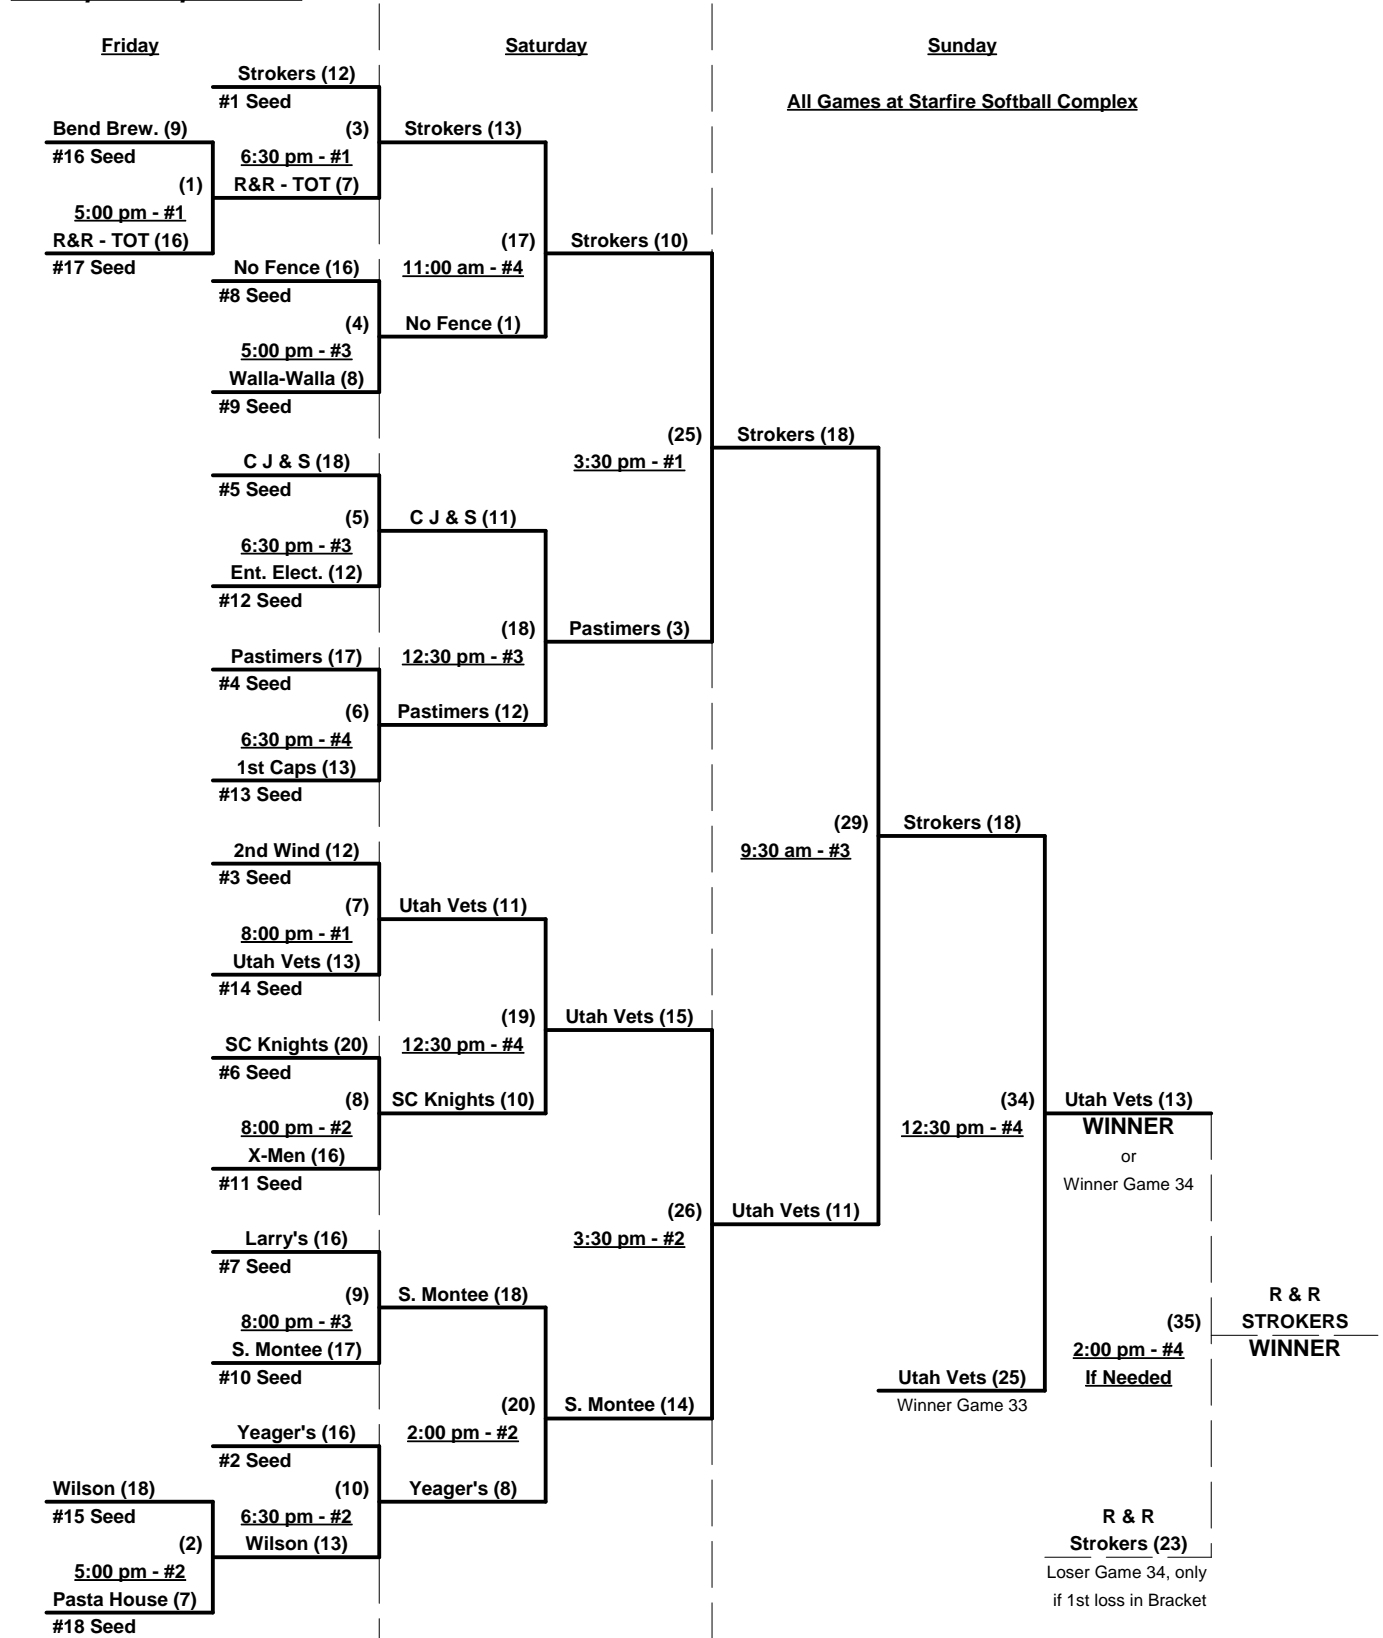 Friday
Saturday
Sunday
All Games at Starfire Softball Complex
Strokers (12)
#1 Seed
Bend Brew. (9)
#16 Seed
(1)
5:00 pm - #1
R&R - TOT (16)
#17 Seed
(3)
6:30 pm - #1
R&R - TOT (7)
Strokers (13)
No Fence (16)
#8 Seed
(4)
5:00 pm - #3
Walla-Walla (8)
#9 Seed
(17)
11:00 am - #4
No Fence (1)
Strokers (10)
C J & S (18)
#5 Seed
(5)
6:30 pm - #3
Ent. Elect. (12)
#12 Seed
C J & S (11)
(25)
3:30 pm - #1
Strokers (18)
Pastimers (17)
#4 Seed
(6)
6:30 pm - #4
1st Caps (13)
#13 Seed
(18)
12:30 pm - #3
Pastimers (12)
Pastimers (3)
2nd Wind (12)
#3 Seed
(7)
8:00 pm - #1
Utah Vets (13)
#14 Seed
Utah Vets (11)
(29)
9:30 am - #3
Strokers (18)
SC Knights (20)
#6 Seed
(8)
8:00 pm - #2
X-Men (16)
#11 Seed
(19)
12:30 pm - #4
SC Knights (10)
Utah Vets (15)
(34)
12:30 pm - #4
Utah Vets (13)
WINNER
or
Winner Game 34
Larry's (16)
#7 Seed
(9)
8:00 pm - #3
S. Montee (17)
#10 Seed
S. Montee (18)
(26)
3:30 pm - #2
Utah Vets (11)
(35)
2:00 pm - #4
If Needed
R & R
STROKERS
WINNER
Utah Vets (25)
Winner Game 33
Yeager's (16)
#2 Seed
Wilson (18)
#15 Seed
(2)
5:00 pm - #2
Pasta House (7)
#18 Seed
(10)
6:30 pm - #2
Wilson (13)
(20)
2:00 pm - #2
Yeager's (8)
S. Montee (14)
R & R
Strokers (23)
Loser Game 34, only
if 1st loss in Bracket